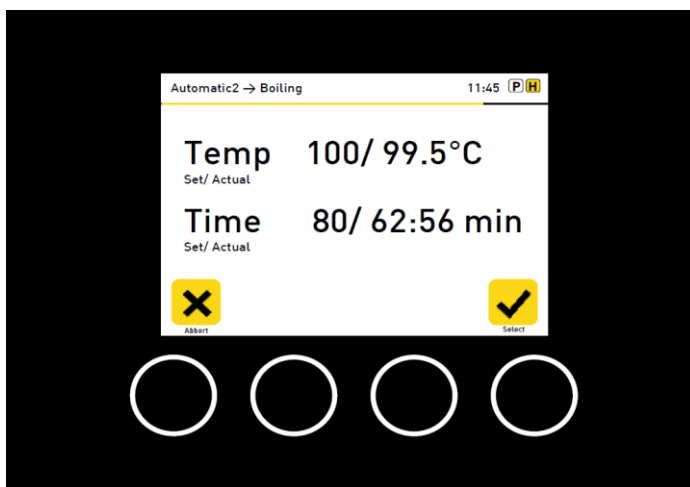 Automatic2 → Boiling 11:45 P H
Temp 100/ 99.5°C
Set/ Actual
Time 80/ 62:56 min
Set/ Actual
Abbort Select